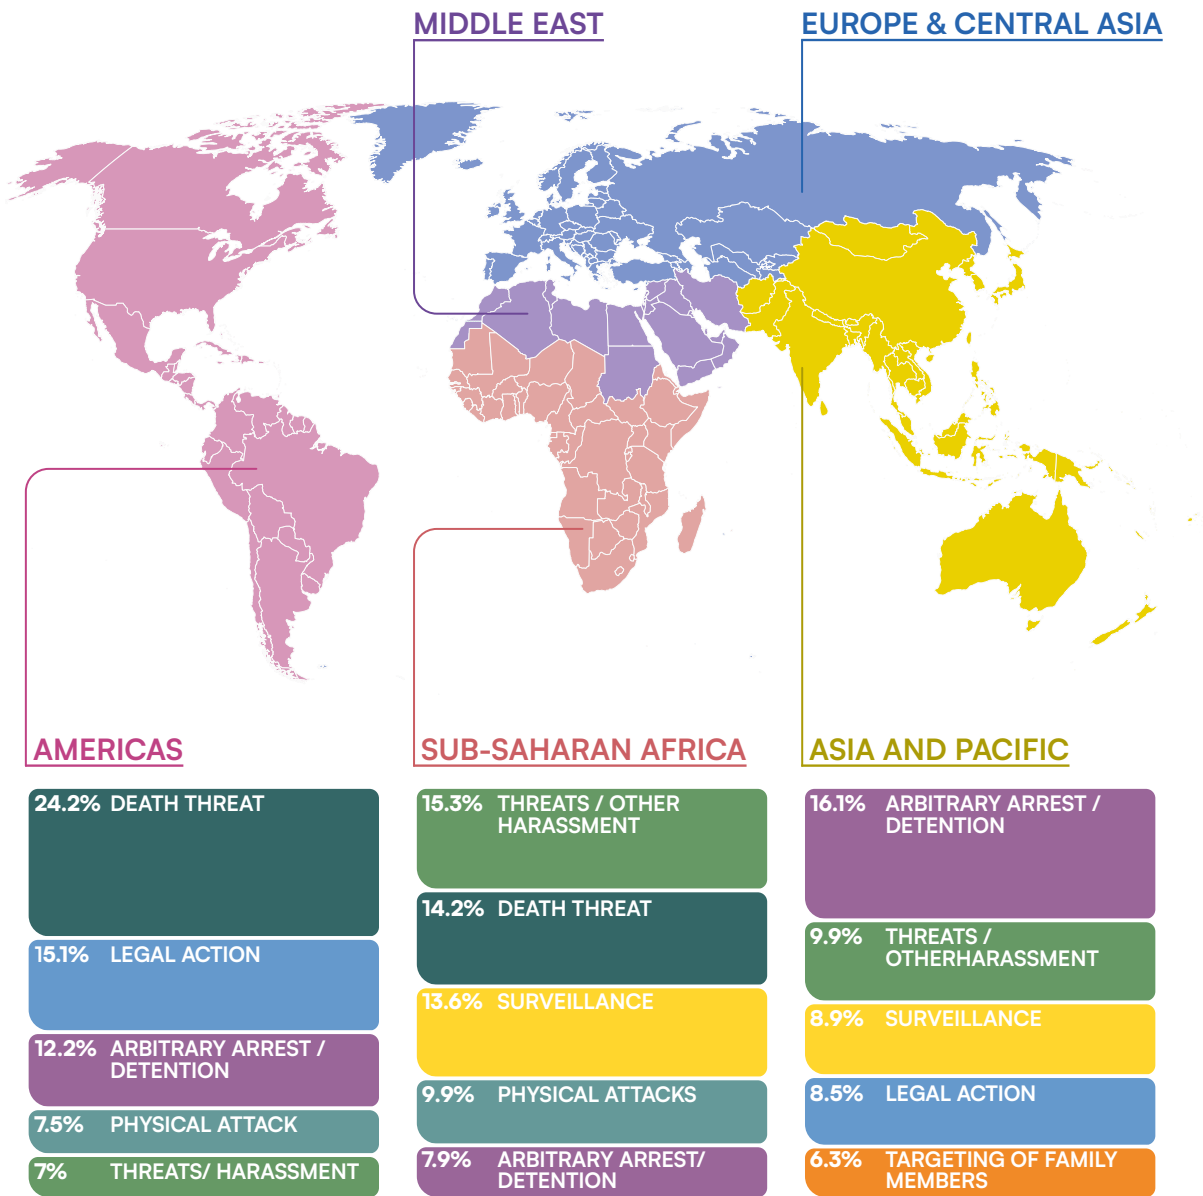 MIDDLE EAST
EUROPE & CENTRAL ASIA
AMERICAS
24.2% DEATH THREAT
15.1% LEGAL ACTION
12.2% ARBITRARY ARREST /
DETENTION
7.5% PHYSICAL ATTACK
7% THREATS/ HARASSMENT
SUB-SAHARAN AFRICA
15.3% THREATS / OTHER
HARASSMENT
14.2% DEATH THREAT
13.6% SURVEILLANCE
9.9% PHYSICAL ATTACKS
7.9% ARBITRARY ARREST/
DETENTION
ASIA AND PACIFIC
16.1% ARBITRARY ARREST /
DETENTION
9.9% THREATS /
OTHERHARASSMENT
8.9% SURVEILLANCE
8.5% LEGAL ACTION
6.3% TARGETING OF FAMILY
MEMBERS